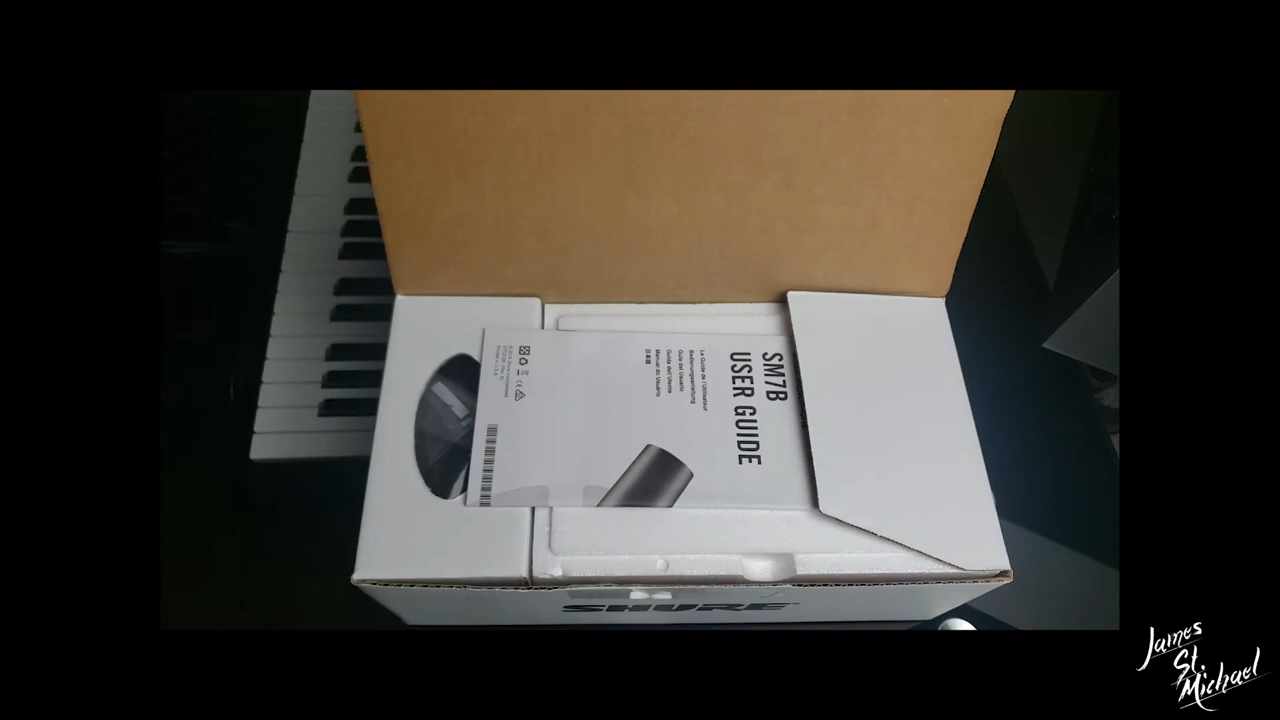 SM7B
USER GUIDE
Le Guide de l'Utilisateur
Bedienungsanleitung
Guia del Usuario
Guida dell'Utente
Manual do Usuário
日本語
SHURE
James
St.
Michael